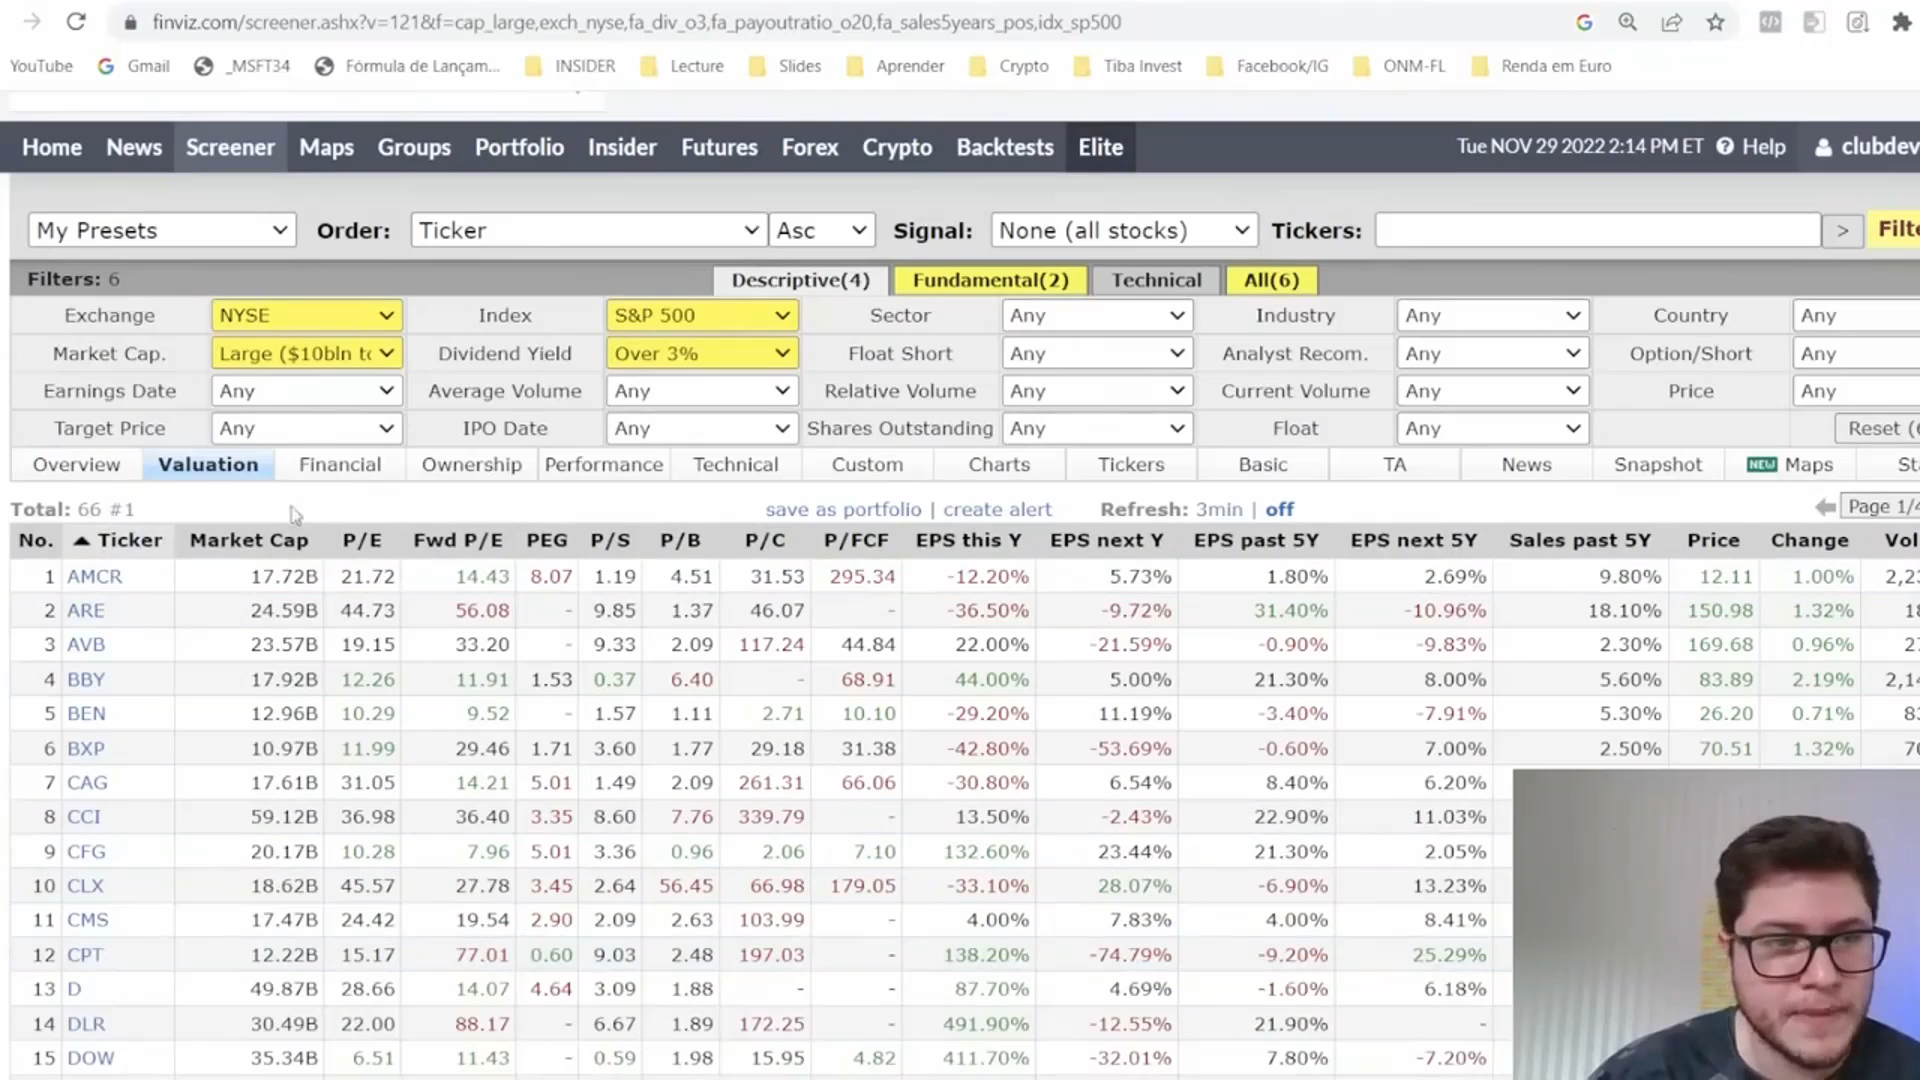 finviz.com/screener.ashx?v=121&f=cap_large,exch_nyse,fa_div_o3,fa_payoutratio_o20,fa_sales5years_pos,idx_sp500
YouTube Gmail _MSFT34 Fórmula de Lançam... INSIDER Lecture Slides Aprender Crypto Tiba Invest Facebook/IG ONM-FL Renda em Euro
Home News Screener Maps Groups Portfolio Insider Futures Forex Crypto Backtests Elite Tue NOV 29 2022 2:14 PM ET Help clubdev
My Presets Order: Ticker Asc Signal: None (all stocks) Tickers: > Filte
Filters: 6 Descriptive(4) Fundamental(2) Technical All(6)
Exchange NYSE Index S&P 500 Sector Any Industry Any Country Any
Market Cap. Large ($10bln to Dividend Yield Over 3% Float Short Any Analyst Recom. Any Option/Short Any
Earnings Date Any Average Volume Any Relative Volume Any Current Volume Any Price Any
Target Price Any IPO Date Any Shares Outstanding Any Float Any Reset (6
Overview Valuation Financial Ownership Performance Technical Custom Charts Tickers Basic TA News Snapshot NEW Maps Sta
Total: 66 #1 save as portfolio | create alert Refresh: 3min | off Page 1/4
No. ▲ Ticker Market Cap P/E Fwd P/E PEG P/S P/B P/C P/FCF EPS this Y EPS next Y EPS past 5Y EPS next 5Y Sales past 5Y Price Change Vol
1 AMCR 17.72B 21.72 14.43 8.07 1.19 4.51 31.53 295.34 -12.20% 5.73% 1.80% 2.69% 9.80% 12.11 1.00% 2,23
2 ARE 24.59B 44.73 56.08 - 9.85 1.37 46.07 - -36.50% -9.72% 31.40% -10.96% 18.10% 150.98 1.32% 18
3 AVB 23.57B 19.15 33.20 - 9.33 2.09 117.24 44.84 22.00% -21.59% -0.90% -9.83% 2.30% 169.68 0.96% 27
4 BBY 17.92B 12.26 11.91 1.53 0.37 6.40 - 68.91 44.00% 5.00% 21.30% 8.00% 5.60% 83.89 2.19% 2,14
5 BEN 12.96B 10.29 9.52 - 1.57 1.11 2.71 10.10 -29.20% 11.19% -3.40% -7.91% 5.30% 26.20 0.71% 83
6 BXP 10.97B 11.99 29.46 1.71 3.60 1.77 29.18 31.38 -42.80% -53.69% -0.60% 7.00% 2.50% 70.51 1.32% 70
7 CAG 17.61B 31.05 14.21 5.01 1.49 2.09 261.31 66.06 -30.80% 6.54% 8.40% 6.20%
8 CCI 59.12B 36.98 36.40 3.35 8.60 7.76 339.79 - 13.50% -2.43% 22.90% 11.03%
9 CFG 20.17B 10.28 7.96 5.01 3.36 0.96 2.06 7.10 132.60% 23.44% 21.30% 2.05%
10 CLX 18.62B 45.57 27.78 3.45 2.64 56.45 66.98 179.05 -33.10% 28.07% -6.90% 13.23%
11 CMS 17.47B 24.42 19.54 2.90 2.09 2.63 103.99 - 4.00% 7.83% 4.00% 8.41%
12 CPT 12.22B 15.17 77.01 0.60 9.03 2.48 197.03 - 138.20% -74.79% -9.20% 25.29%
13 D 49.87B 28.66 14.07 4.64 3.09 1.88 - - 87.70% 4.69% -1.60% 6.18%
14 DLR 30.49B 22.00 88.17 - 6.67 1.89 172.25 - 491.90% -12.55% 21.90% -
15 DOW 35.34B 6.51 11.43 - 0.59 1.98 15.95 4.82 411.70% -32.01% 7.80% -7.20%